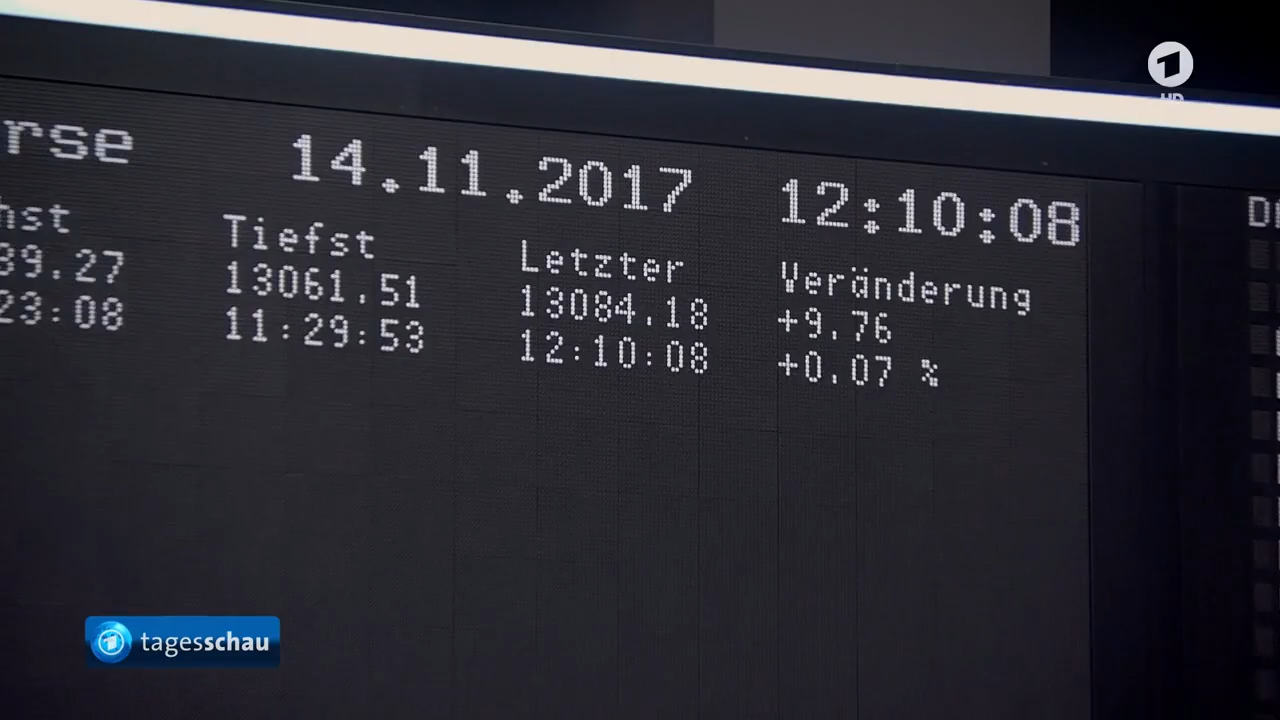 HD
rse 14.11.2017 12:10:08
hst Tiefst Letzter Veränderung
39.27 13061.51 13084.18 +9.76
23:08 11:29:53 12:10:08 +0.07 %
tagesschau